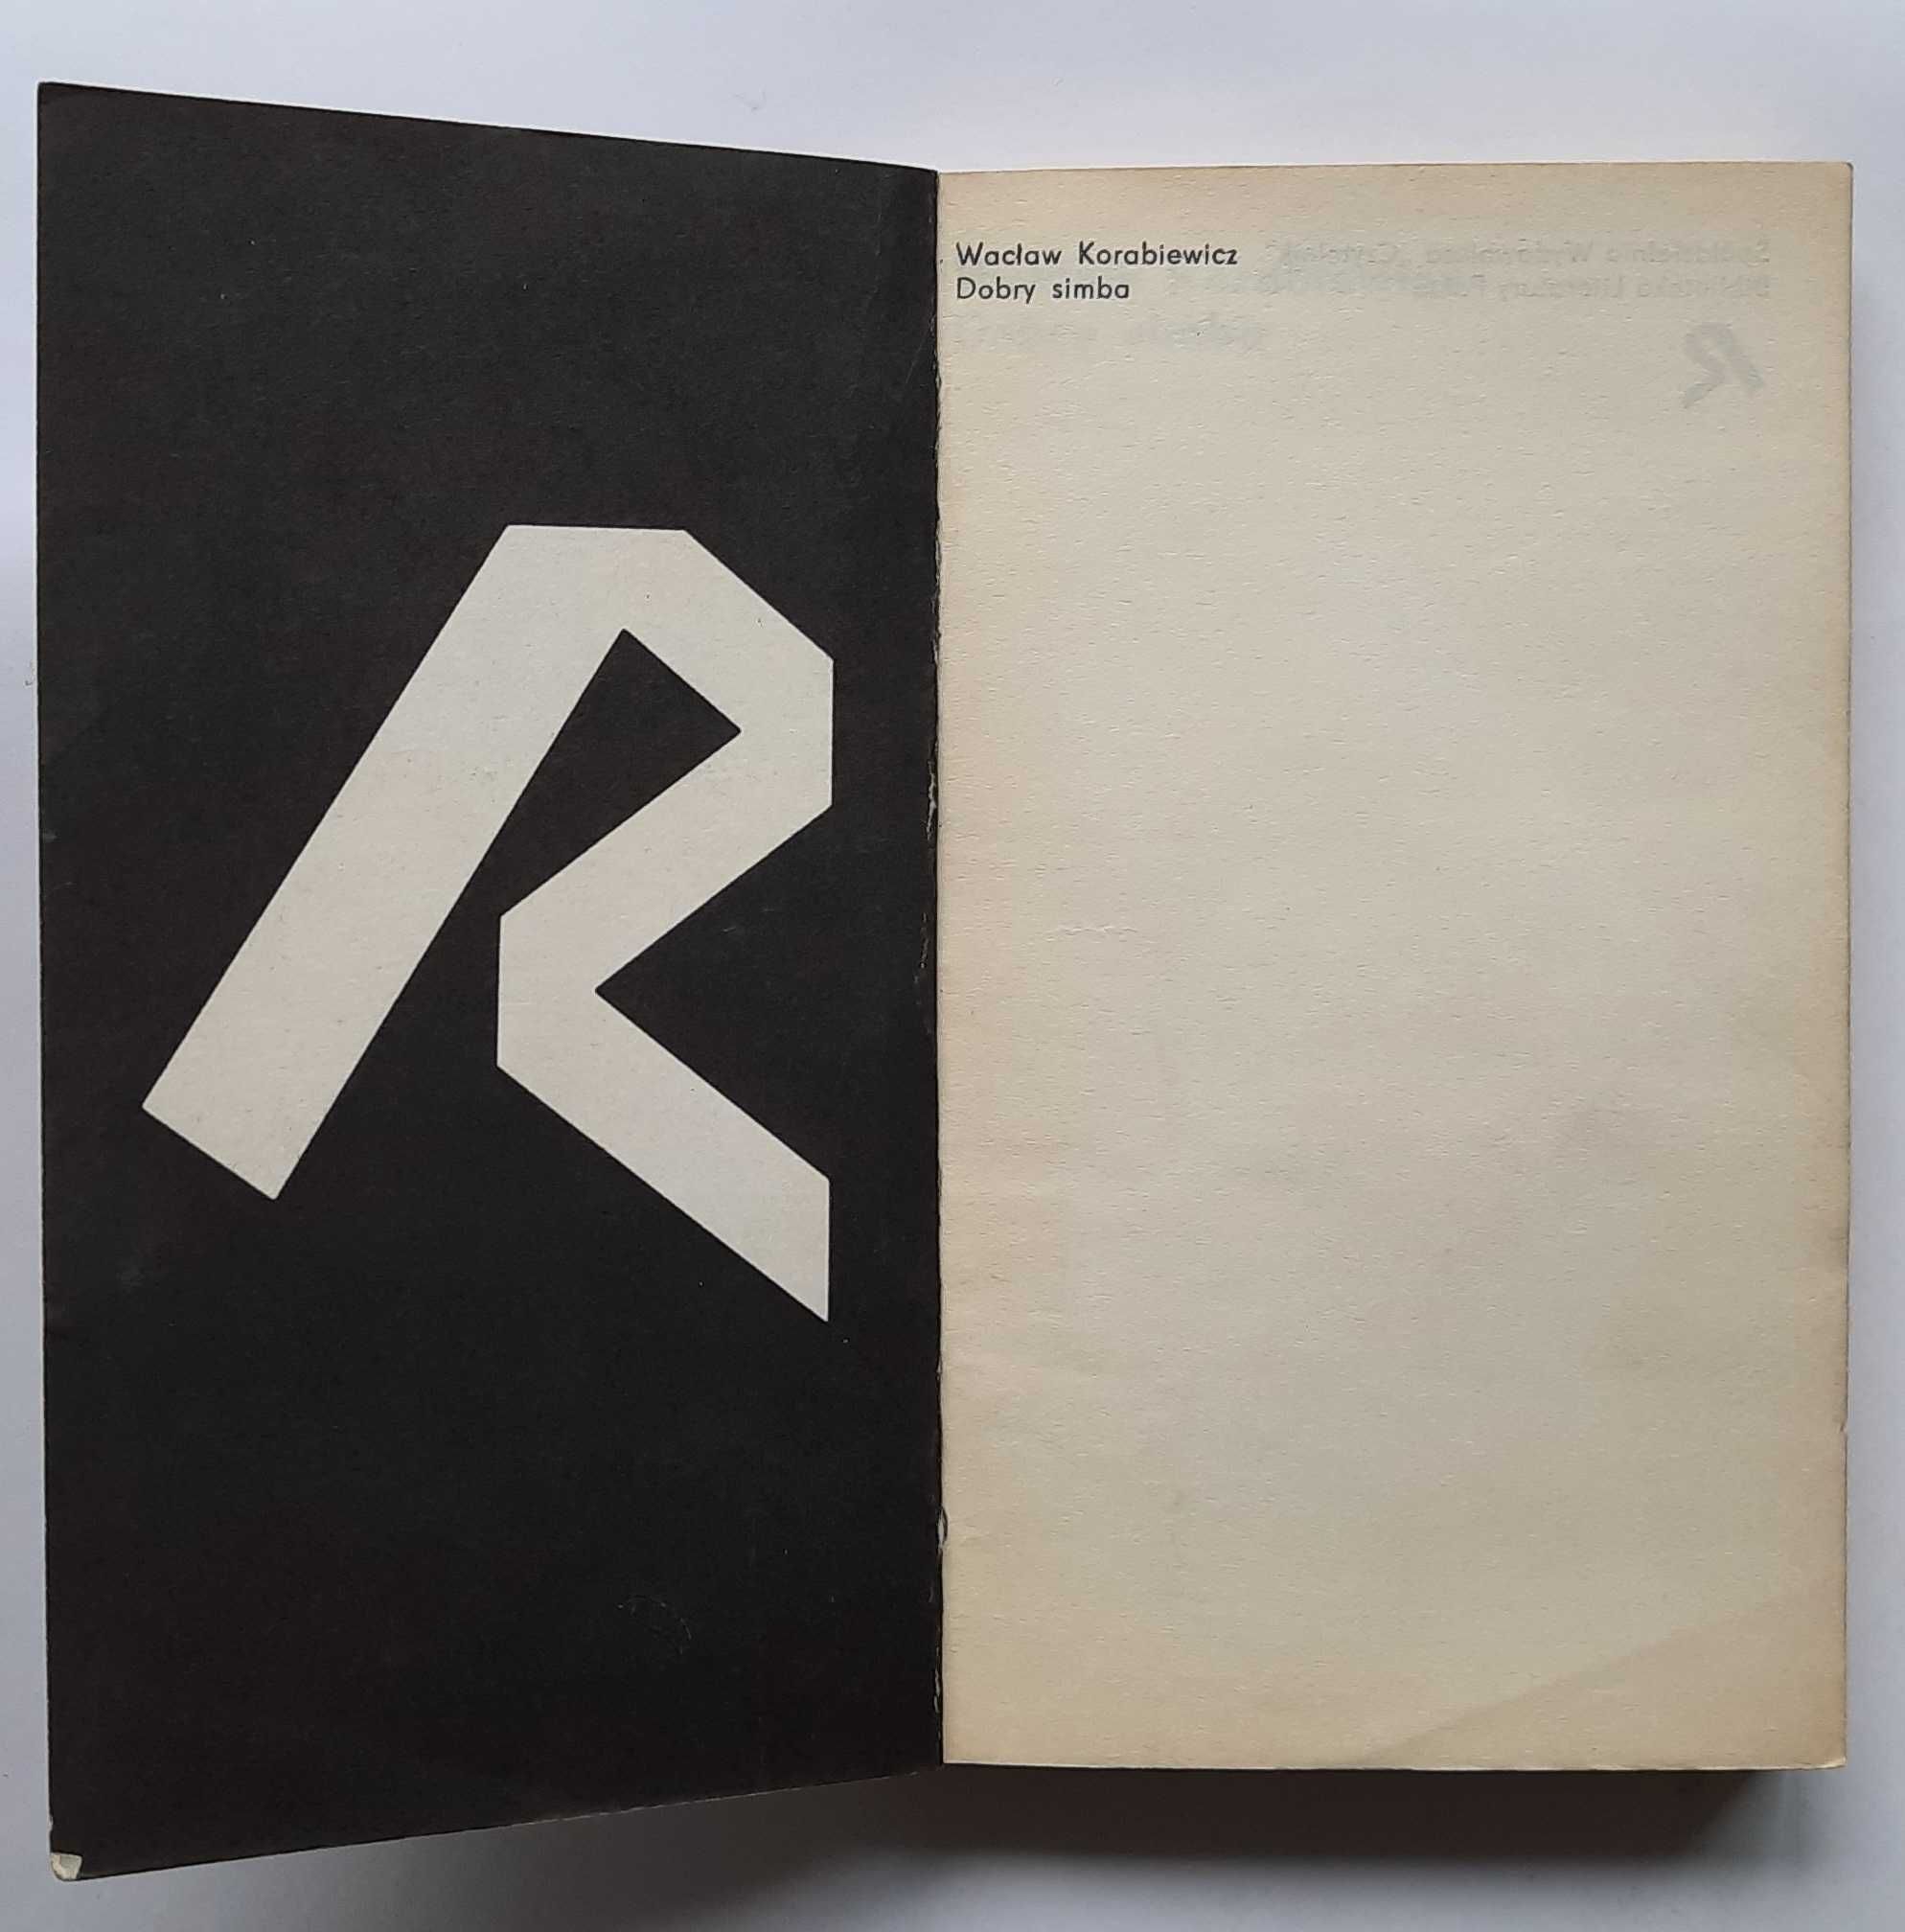 R
Wacław Korabiewicz
Dobry simba